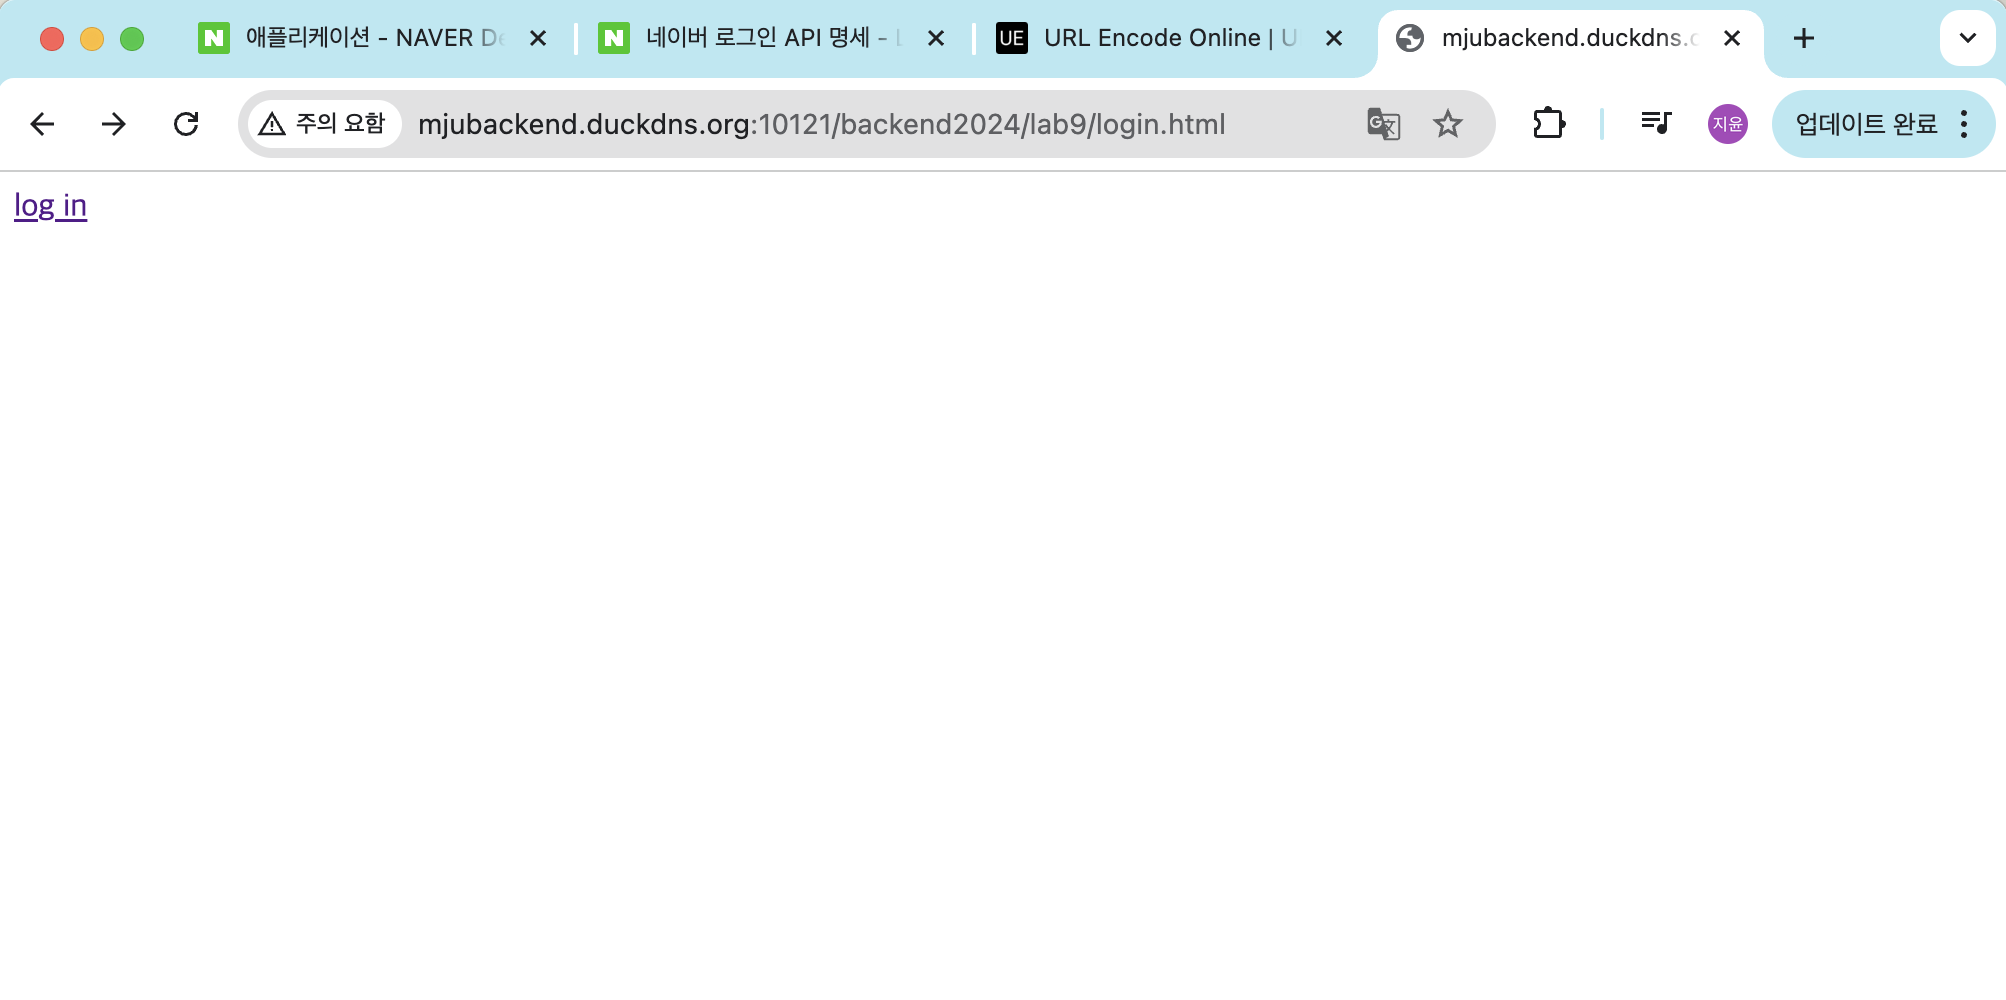 애플리케이션 - NAVER De
네이버 로그인 API 명세 - L
UE URL Encode Online | U
mjubackend.duckdns.o
주의 요함 mjubackend.duckdns.org:10121/backend2024/lab9/login.html
지윤
업데이트 완료
log in